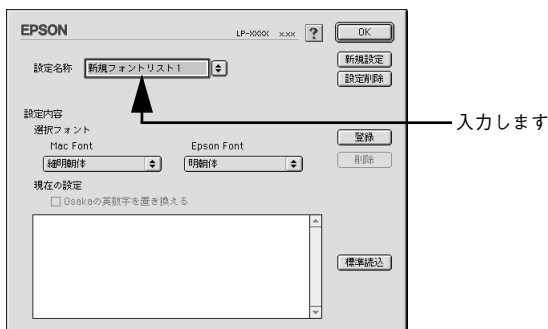 EPSON LP-XXXX x.xx ? OK
設定名称 新規フォントリスト1 新規設定
設定削除
入力します
設定内容
選択フォント 登録
Mac Font Epson Font
細明朝体 明朝体 削除
現在の設定
Osakaの英数字を置き換える
標準読込